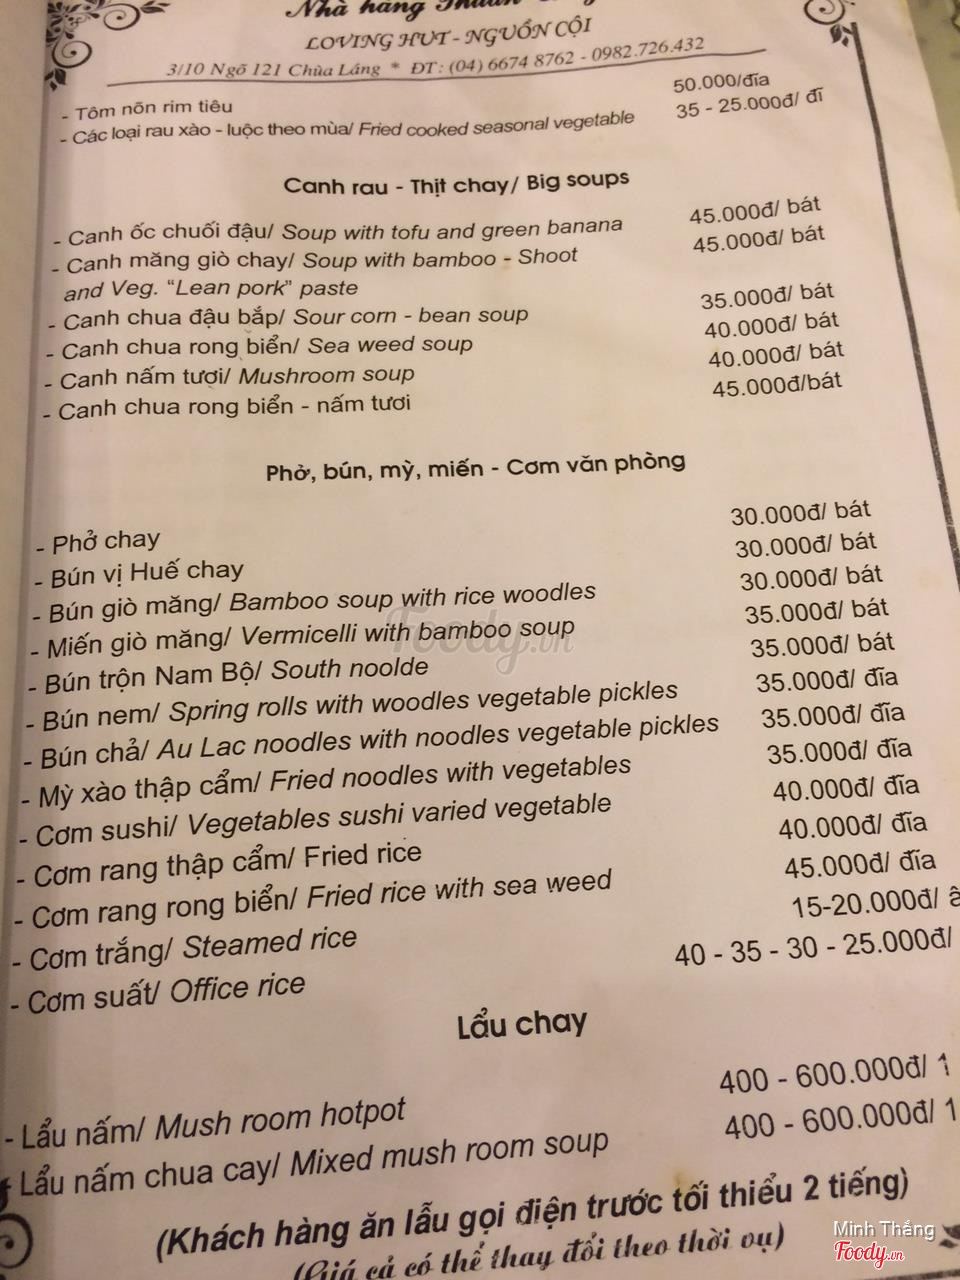 Nhà hàng
LOVING HUT - NGUỒN CỘI
3/10 Ngõ 121 Chùa Láng * ĐT: (04) 6674 8762 - 0982.726.432
- Tôm nõn rim tiêu 50.000/đĩa
- Các loại rau xào - luộc theo mùa/ Fried cooked seasonal vegetable 35 - 25.000đ/ đĩ
Canh rau - Thịt chay/ Big soups
- Canh ốc chuối đậu/ Soup with tofu and green banana 45.000đ/ bát
- Canh măng giò chay/ Soup with bamboo - Shoot 45.000đ/ bát
and Veg. “Lean pork” paste
- Canh chua đậu bắp/ Sour corn - bean soup 35.000đ/ bát
- Canh chua rong biển/ Sea weed soup 40.000đ/ bát
- Canh nấm tươi/ Mushroom soup 40.000đ/ bát
- Canh chua rong biển - nấm tươi 45.000đ/bát
Phở, bún, mỳ, miến - Cơm văn phòng
- Phở chay 30.000đ/ bát
- Bún vị Huế chay 30.000đ/ bát
- Bún giò măng/ Bamboo soup with rice woodles 30.000đ/ bát
- Miến giò măng/ Vermicelli with bamboo soup 35.000đ/ bát
- Bún trộn Nam Bộ/ South noolde 35.000đ/ bát
- Bún nem/ Spring rolls with woodles vegetable pickles 35.000đ/ đĩa
- Bún chả/ Au Lac noodles with noodles vegetable pickles 35.000đ/ đĩa
- Mỳ xào thập cẩm/ Fried noodles with vegetables 35.000đ/ đĩa
- Cơm sushi/ Vegetables sushi varied vegetable 40.000đ/ đĩa
- Cơm rang thập cẩm/ Fried rice 40.000đ/ đĩa
- Cơm rang rong biển/ Fried rice with sea weed 45.000đ/ đĩa
- Cơm trắng/ Steamed rice 15-20.000đ/
- Cơm suất/ Office rice 40 - 35 - 30 - 25.000đ/
Lẩu chay
- Lẩu nấm/ Mush room hotpot 400 - 600.000đ/ 1
- Lẩu nấm chua cay/ Mixed mush room soup 400 - 600.000đ/ 1
(Khách hàng ăn lẩu gọi điện trước tối thiểu 2 tiếng)
(Giá cả có thể thay đổi theo thời vụ)
Foody.vn
Minh Thắng
Foody.vn